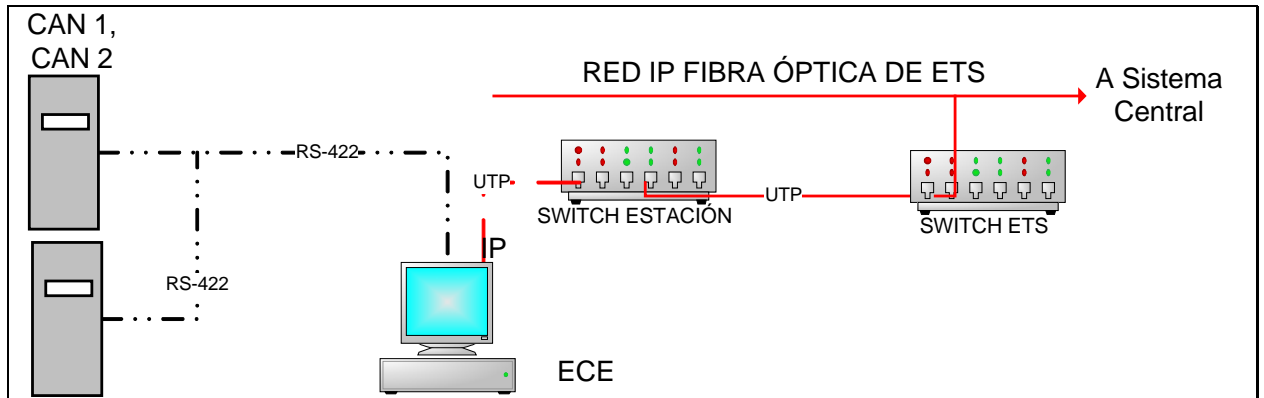 CAN 1,
CAN 2
RED IP FIBRA ÓPTICA DE ETS
A Sistema
Central
RS-422
UTP
UTP
SWITCH ESTACIÓN
SWITCH ETS
IP
RS-422
ECE